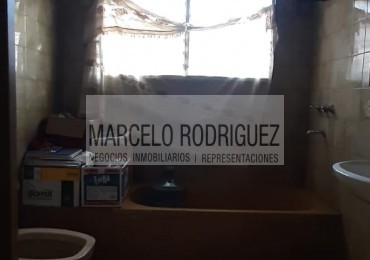 MARCELO RODRIGUEZ
NEGOCIOS INMOBILIARIOS | REPRESENTACIONES